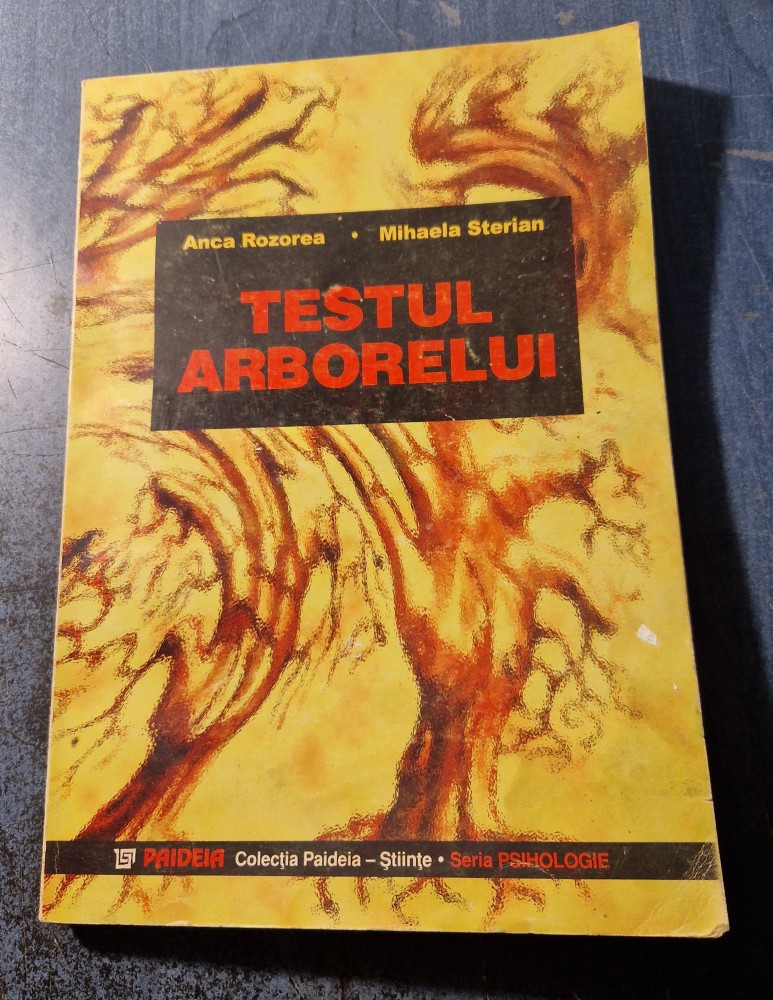 Anca Rozorea • Mihaela Sterian
TESTUL
ARBORELUI
PAIDEIA Colecția Paideia – Științe • Seria PSIHOLOGIE